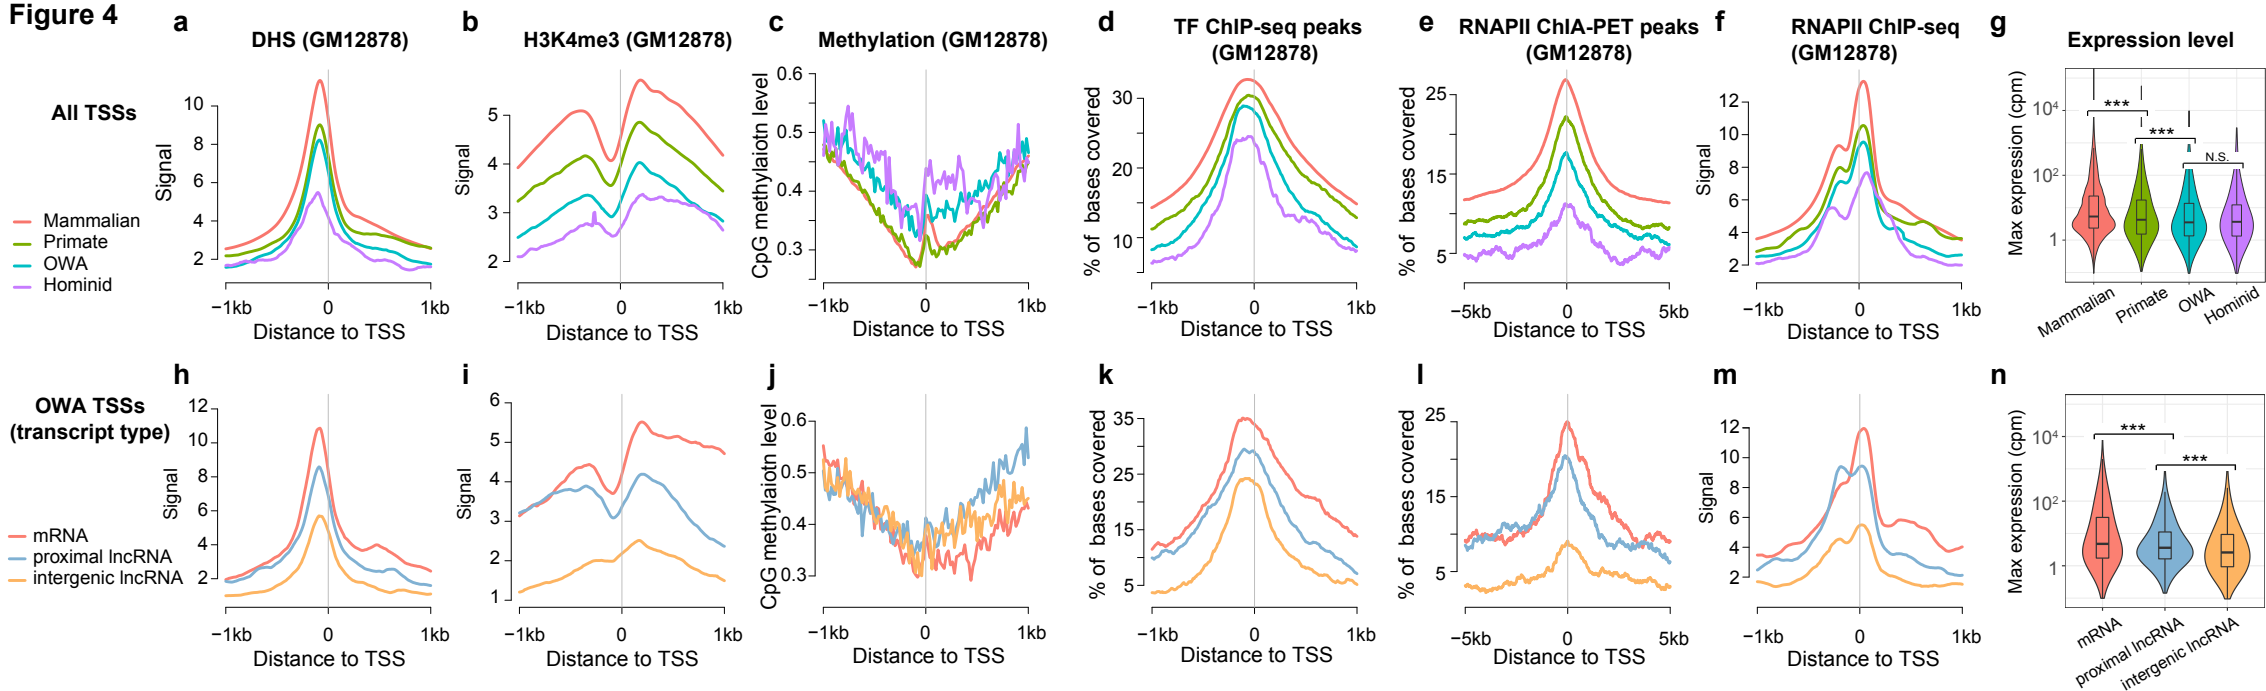 Figure 4
a
DHS (GM12878)
b
H3K4me3 (GM12878)
c
Methylation (GM12878)
d
TF ChIP-seq peaks
(GM12878)
e
RNAPII ChIA-PET peaks
(GM12878)
f
RNAPII ChIP-seq
(GM12878)
g
Expression level
All TSSs
Mammalian
Primate
OWA
Hominid
Signal
10
8
6
4
2
−1kb
0
1kb
Distance to TSS
Signal
5
4
3
2
−1kb
0
1kb
Distance to TSS
CpG methylaiotn level
0.6
0.5
0.4
0.3
−1kb
0
1kb
Distance to TSS
% of bases covered
30
20
10
−1kb
0
1kb
Distance to TSS
% of bases covered
25
15
5
−5kb
0
5kb
Distance to TSS
Signal
12
10
8
6
4
2
−1kb
0
1kb
Distance to TSS
Max expression (cpm)
10⁴
10²
1
***
***
N.S.
Mammalian
Primate
OWA
Hominid
OWA TSSs
(transcript type)
mRNA
proximal lncRNA
intergenic lncRNA
h
Signal
12
10
8
6
4
2
−1kb
0
1kb
Distance to TSS
i
Signal
6
5
4
3
2
1
−1kb
0
1kb
Distance to TSS
j
CpG methylaiotn level
0.6
0.5
0.4
0.3
−1kb
0
1kb
Distance to TSS
k
% of bases covered
35
25
15
5
−1kb
0
1kb
Distance to TSS
l
% of bases covered
25
15
5
−5kb
0
5kb
Distance to TSS
m
Signal
12
10
8
6
4
2
−1kb
0
1kb
Distance to TSS
n
Max expression (cpm)
10⁴
10²
1
***
***
mRNA
proximal lncRNA
intergenic lncRNA